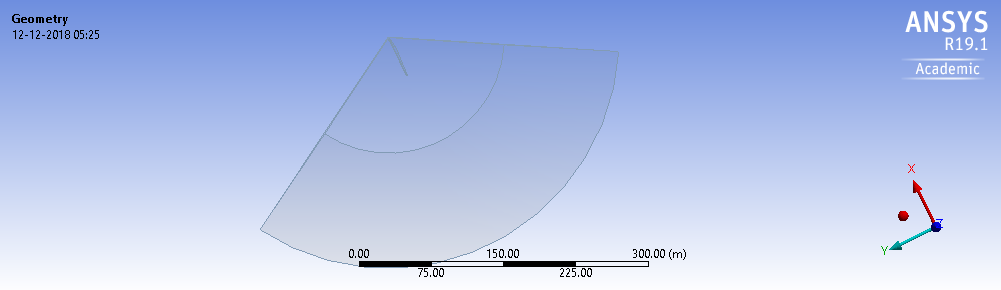 Geometry
12-12-2018 05:25
ANSYS
R19.1
Academic
X
Y
Z
0.00 150.00 300.00 (m)
75.00 225.00